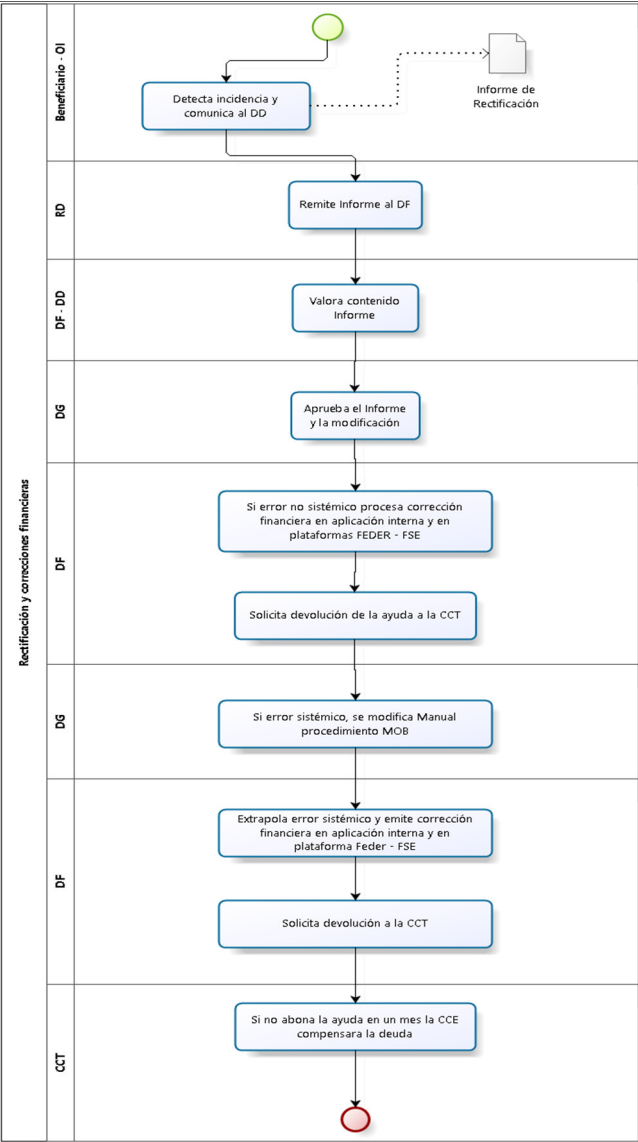 Rectificación y correcciones financieras
Beneficiario - OI
Detecta incidencia y
comunica al DD
Informe de
Rectificación
RD
Remite Informe al DF
DF - DD
Valora contenido
Informe
DG
Aprueba el Informe
y la modificación
DF
Si error no sistémico procesa corrección
financiera en aplicación interna y en
plataformas FEDER - FSE
Solicita devolución de la ayuda a la CCT
DG
Si error sistémico, se modifica Manual
procedimiento MOB
DF
Extrapola error sistémico y emite corrección
financiera en aplicación interna y en
plataforma Feder - FSE
Solicita devolución a la CCT
CCT
Si no abona la ayuda en un mes la CCE
compensara la deuda